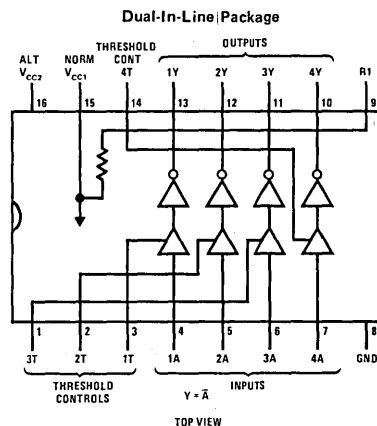 Dual-In-Line Package
THRESHOLD
CONT
OUTPUTS
ALT
VCC2
NORM
VCC1
4T 1Y 2Y 3Y 4Y R1
16 15 14 13 12 11 10 9
1 2 3 4 5 6 7 8
3T 2T 1T 1A 2A 3A 4A GND
THRESHOLD
CONTROLS
INPUTS
Y = A̅
TOP VIEW